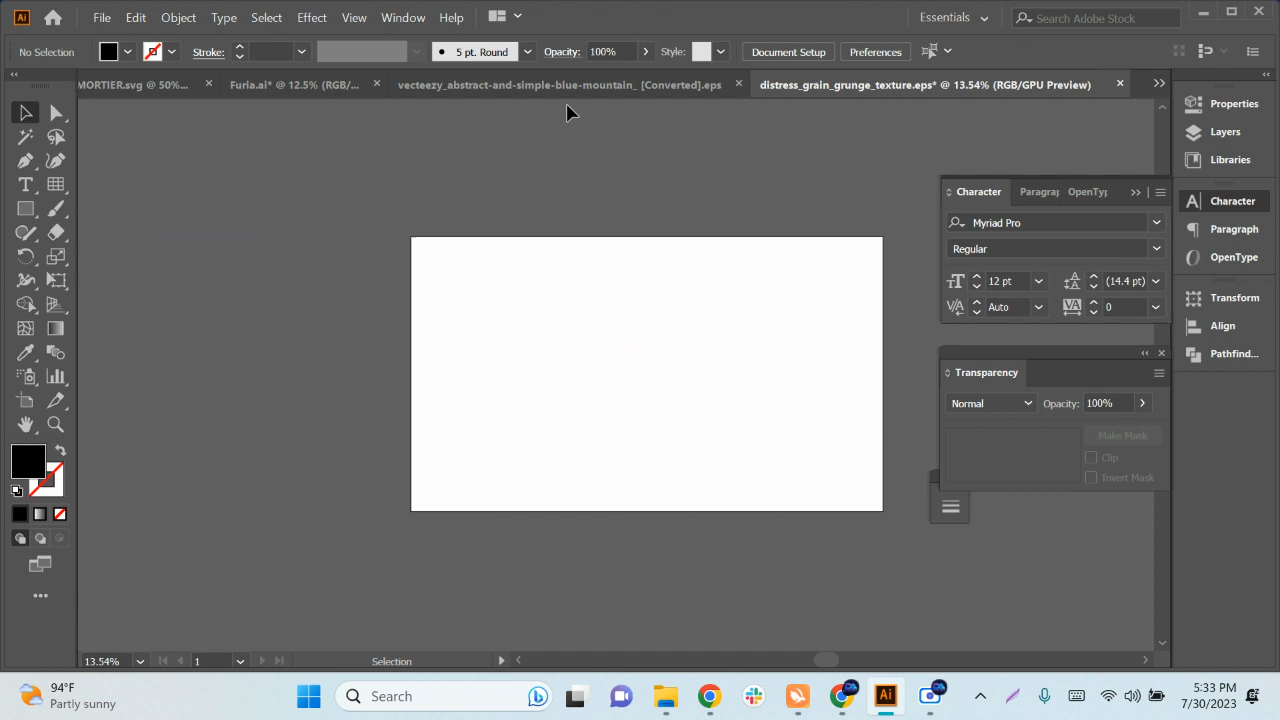 Ai File Edit Object Type Select Effect View Window Help Essentials Search Adobe Stock
No Selection Stroke: 5 pt. Round Opacity: 100% Style: Document Setup Preferences
MORTIER.svg @ 50%... Furia.ai* @ 12.5% (RGB/... vecteezy_abstract-and-simple-blue-mountain_ [Converted].eps distress_grain_grunge_texture.eps* @ 13.54% (RGB/GPU Preview)
Properties
Layers
Libraries
Character
Paragraph
OpenType
Transform
Align
Pathfind...
Character Paragra OpenTyp
Myriad Pro
Regular
12 pt (14.4 pt)
Auto 0
Transparency
Normal Opacity: 100%
Make Mask
Clip
Invert Mask
13.54% 1 Selection
94°F
Partly sunny
Search
Ai
5:33 PM
7/30/2023